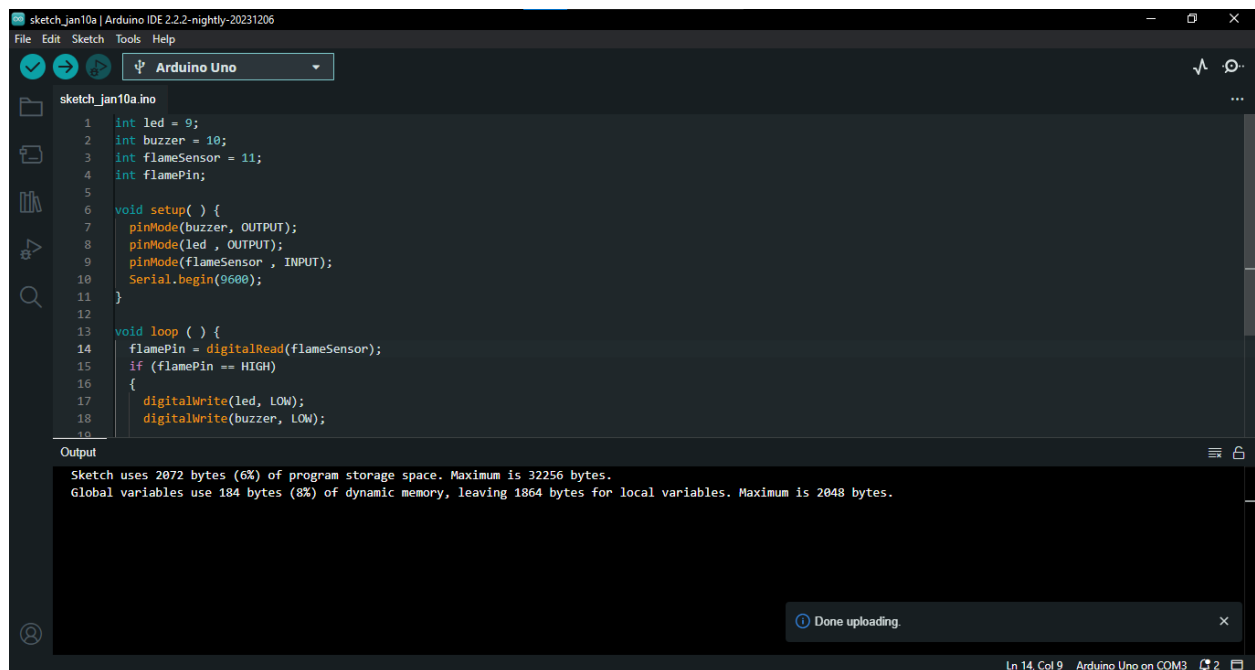 sketch_jan10a | Arduino IDE 2.2.2-nightly-20231206
File Edit Sketch Tools Help
Arduino Uno
sketch_jan10a.ino
1 int led = 9;
2 int buzzer = 10;
3 int flameSensor = 11;
4 int flamePin;
5
6 void setup( ) {
7 pinMode(buzzer, OUTPUT);
8 pinMode(led , OUTPUT);
9 pinMode(flameSensor , INPUT);
10 Serial.begin(9600);
11 }
12
13 void loop ( ) {
14 flamePin = digitalRead(flameSensor);
15 if (flamePin == HIGH)
16 {
17 digitalWrite(led, LOW);
18 digitalWrite(buzzer, LOW);
19
Output
Sketch uses 2072 bytes (6%) of program storage space. Maximum is 32256 bytes.
Global variables use 184 bytes (8%) of dynamic memory, leaving 1864 bytes for local variables. Maximum is 2048 bytes.
Done uploading.
Ln 14, Col 9 Arduino Uno on COM3 2